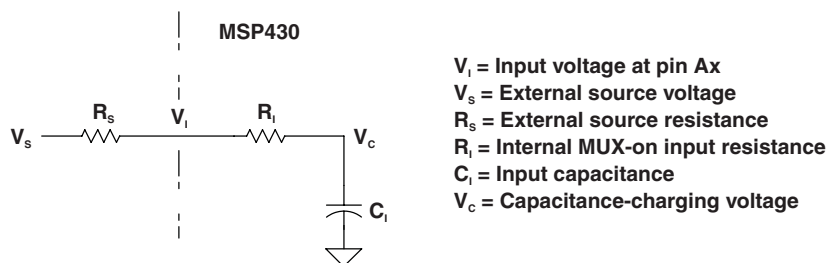 MSP430
V_S R_S V_I R_I V_C
C_I
V_I = Input voltage at pin Ax
V_S = External source voltage
R_S = External source resistance
R_I = Internal MUX-on input resistance
C_I = Input capacitance
V_C = Capacitance-charging voltage